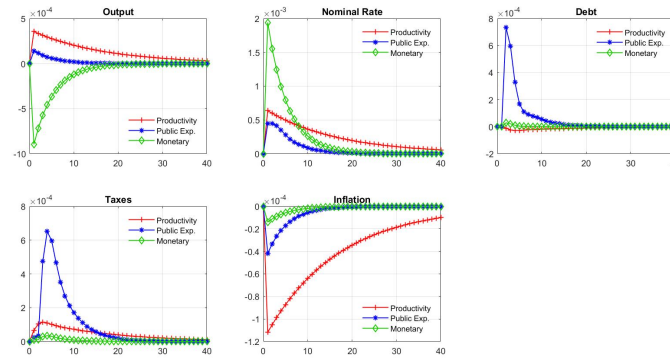 Output
5 ×10⁻⁴
0
-5
-10
0 10 20 30 40
Productivity
Public Exp.
Monetary
Nominal Rate
2 ×10⁻³
1.5
1
0.5
0
0 10 20 30 40
Productivity
Public Exp.
Monetary
Debt
8 ×10⁻⁴
6
4
2
0
-2
0 10 20 30
Productivity
Public Exp.
Monetary
Taxes
8 ×10⁻⁴
6
4
2
0
0 10 20 30 40
Productivity
Public Exp.
Monetary
Inflation
0 ×10⁻⁴
-0.2
-0.4
-0.6
-0.8
-1
-1.2
0 10 20 30 40
Productivity
Public Exp.
Monetary